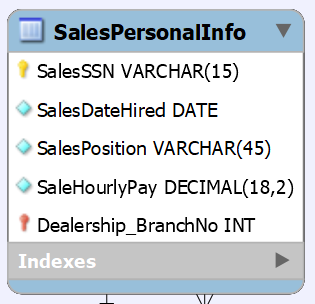 SalesPersonalInfo
SalesSSN VARCHAR(15)
SalesDateHired DATE
SalesPosition VARCHAR(45)
SaleHourlyPay DECIMAL(18,2)
Dealership_BranchNo INT
Indexes